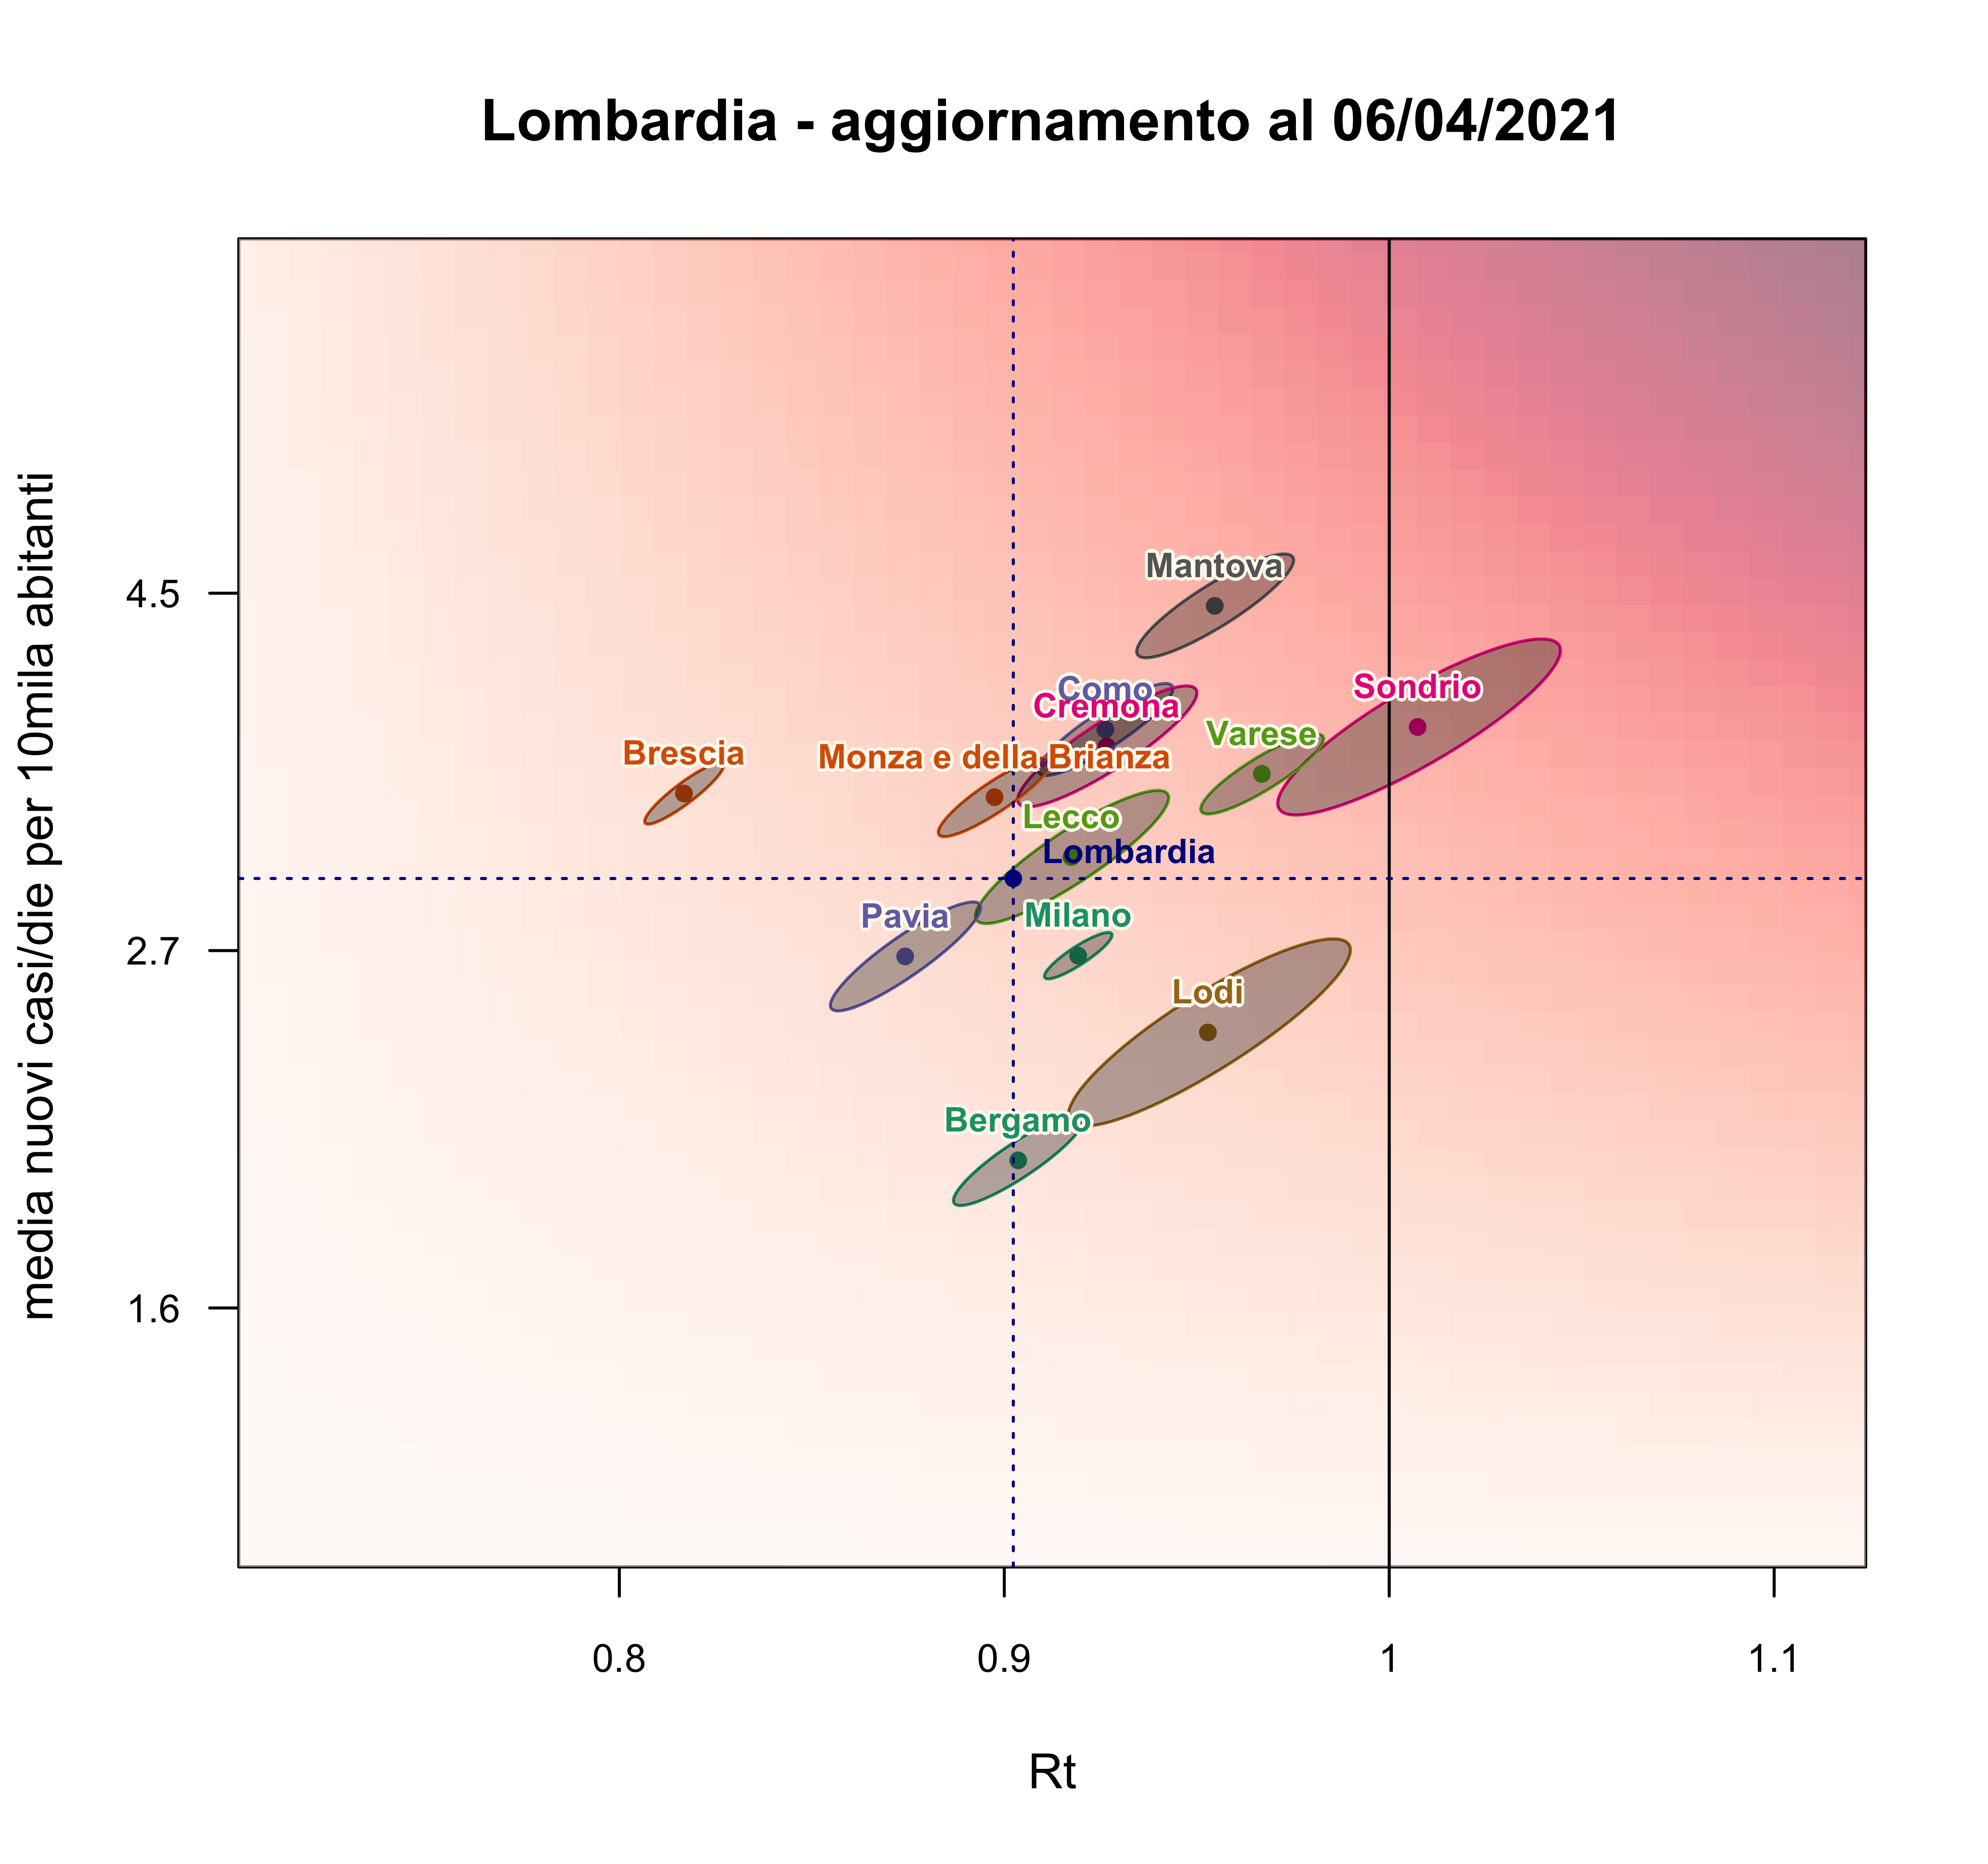 Lombardia - aggiornamento al 06/04/2021
media nuovi casi/die per 10mila abitanti
4.5
2.7
1.6
Mantova
Como
Sondrio
Cremona
Varese
Brescia
Monza e della Brianza
Lecco
Lombardia
Pavia
Milano
Lodi
Bergamo
0.8
0.9
1
1.1
Rt